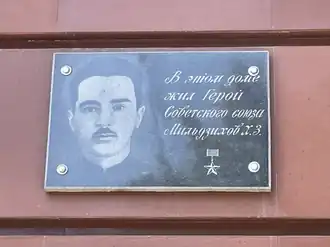 В этом доме
жил Герой
Советского союза
Мильдзихов Х.З.